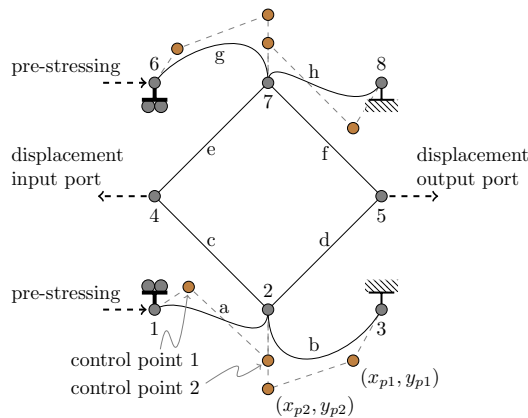 6
8
g
h
pre-stressing
7
e
f
displacement
input port
displacement
output port
4
5
c
d
2
pre-stressing
a
1
3
b
control point 1
control point 2
(x_{p1}, y_{p1})
(x_{p2}, y_{p2})